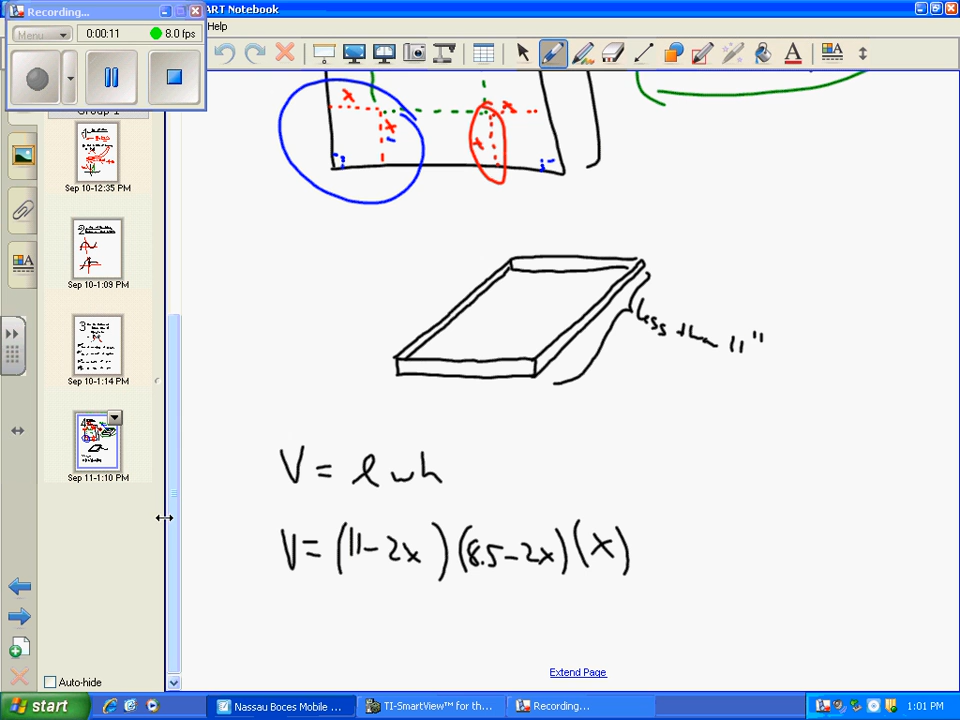 Recording...
ART Notebook
Menu
0:00:11
8.0 fps
Help
Group 1
Sep 10-12:35 PM
Sep 10-1:09 PM
Sep 10-1:14 PM
Sep 11-1:10 PM
x
x
x
x
less than 11"
V = l w h
V = (11-2x)(8.5-2x)(x)
Extend Page
Auto-hide
start
Nassau Boces Mobile ...
TI-SmartView™ for th...
Recording...
1:01 PM